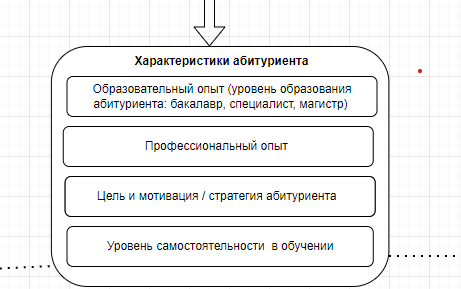 Характеристики абитуриента
Образовательный опыт (уровень образования
абитуриента: бакалавр, специалист, магистр)
Профессиональный опыт
Цель и мотивация / стратегия абитуриента
Уровень самостоятельности в обучении